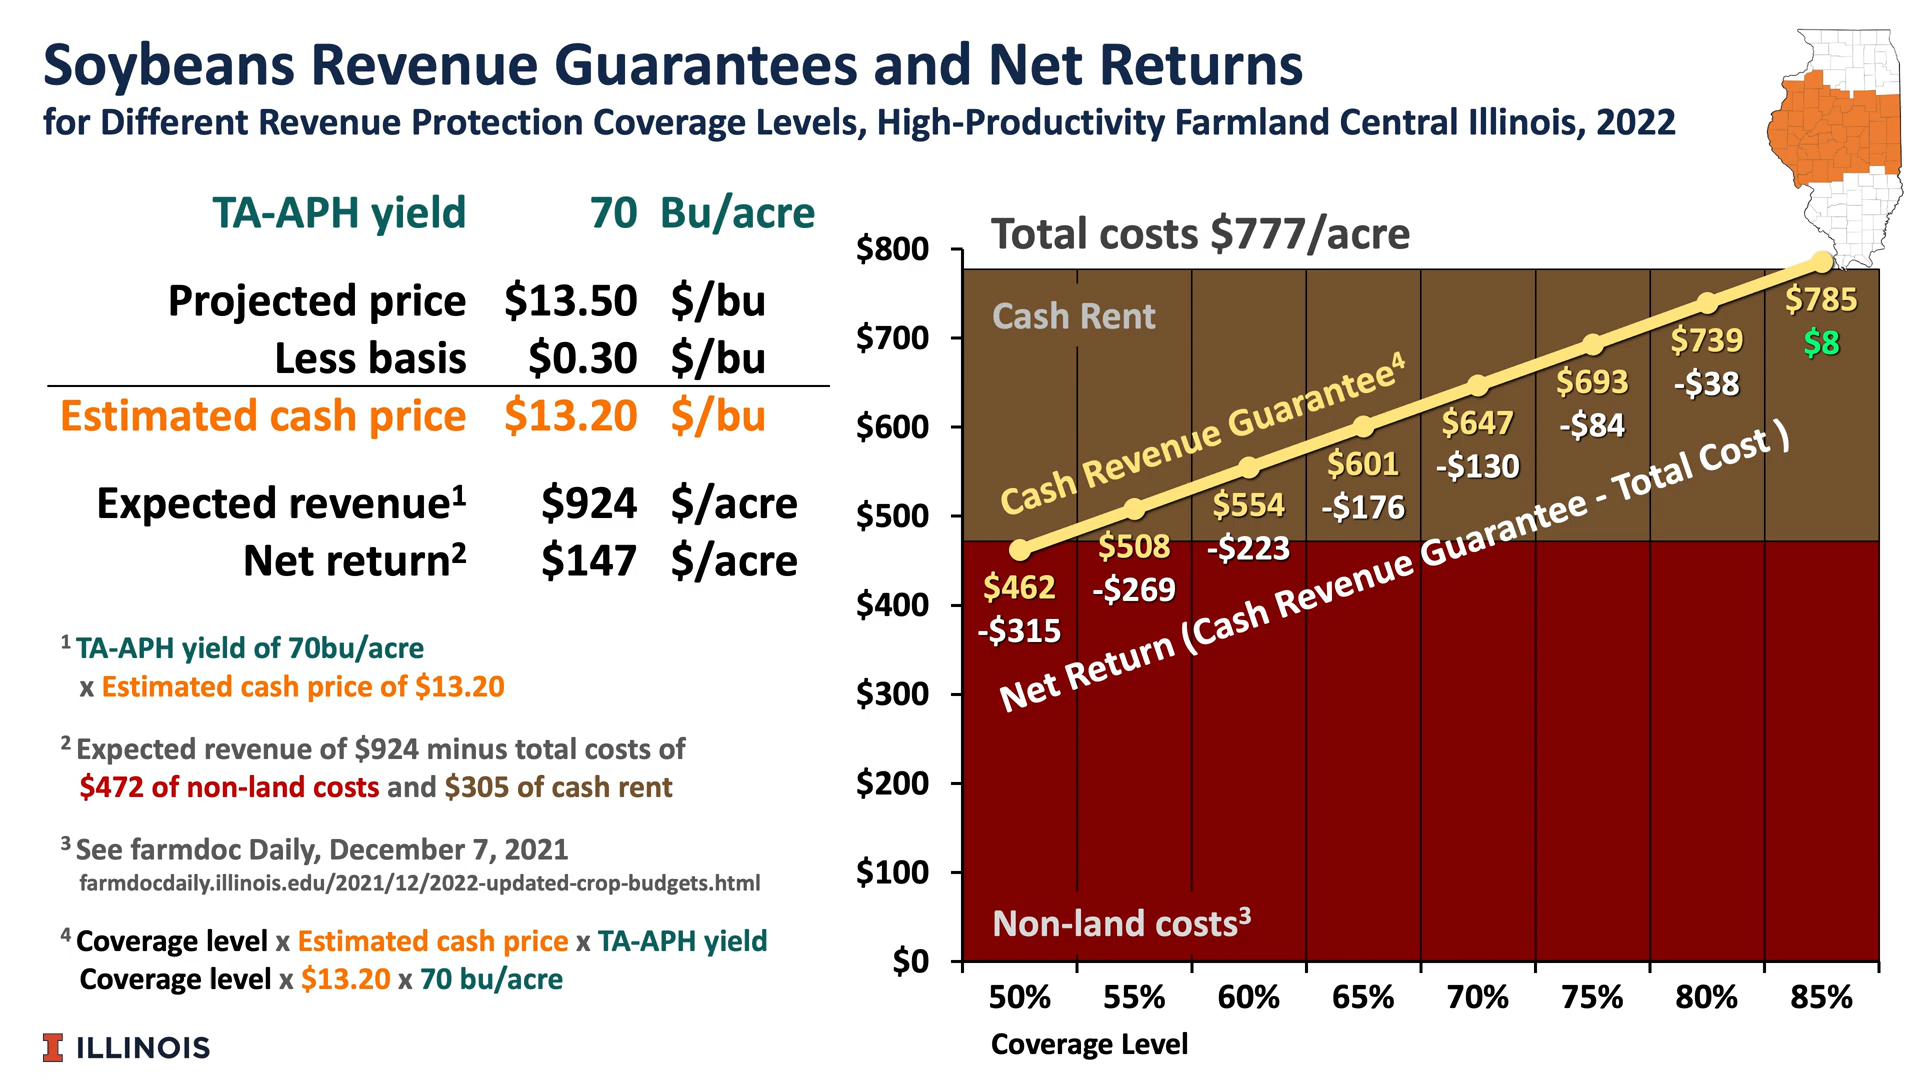 Soybeans Revenue Guarantees and Net Returns
for Different Revenue Protection Coverage Levels, High-Productivity Farmland Central Illinois, 2022
TA-APH yield 70 Bu/acre
Projected price $13.50 $/bu
Less basis $0.30 $/bu
Estimated cash price $13.20 $/bu
Expected revenue¹ $924 $/acre
Net return² $147 $/acre
¹ TA-APH yield of 70bu/acre
x Estimated cash price of $13.20
² Expected revenue of $924 minus total costs of
$472 of non-land costs and $305 of cash rent
³ See farmdoc Daily, December 7, 2021
farmdocdaily.illinois.edu/2021/12/2022-updated-crop-budgets.html
⁴ Coverage level x Estimated cash price x TA-APH yield
Coverage level x $13.20 x 70 bu/acre
ILLINOIS
Total costs $777/acre
$800
$700
$600
$500
$400
$300
$200
$100
$0
Cash Rent
Cash Revenue Guarantee⁴
Net Return (Cash Revenue Guarantee - Total Cost )
$462
-$315
$508
-$269
$554
-$223
$601
-$176
$647
-$130
$693
-$84
$739
-$38
$785
$8
Non-land costs³
50% 55% 60% 65% 70% 75% 80% 85%
Coverage Level